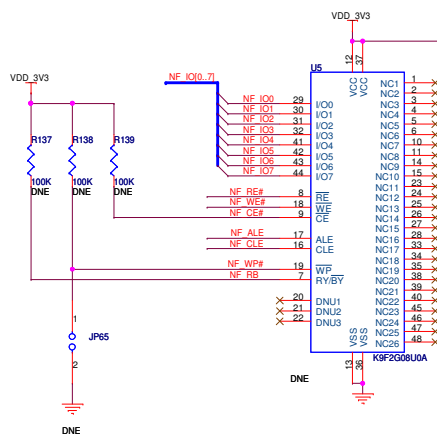 VDD_3V3
U5
NF_IO[0..7]
VDD_3V3
12
37
VCC
VCC
NC1 1
NC2 2
NC3 3
NC4 4
NC5 5
NC6 6
NC7 10
NC8 11
NC9 14
NC10 15
NC11 23
NC12 24
NC13 25
NC14 26
NC15 27
NC16 28
NC17 33
NC18 34
NC19 35
NC20 38
NC21 39
NC22 40
NC23 44
NC24 45
NC25 47
NC26 48
NF_IO0 29 I/O0
NF_IO1 30 I/O1
NF_IO2 31 I/O2
NF_IO3 32 I/O3
NF_IO4 41 I/O4
NF_IO5 42 I/O5
NF_IO6 43 I/O6
NF_IO7 44 I/O7
R137
R138
R139
100K
100K
100K
DNE
DNE
NF_RE# 8 RE
NF_WE# 18 WE
NF_CE# 9 CE
NF_ALE 17 ALE
NF_CLE 16 CLE
NF_WP# 19 WP
NF_RB 7 RY/BY
20 DNU1
21 DNU2
22 DNU3
1
JP65
2
VSS
VSS
13
36
K9F2G08U0A
DNE
DNE